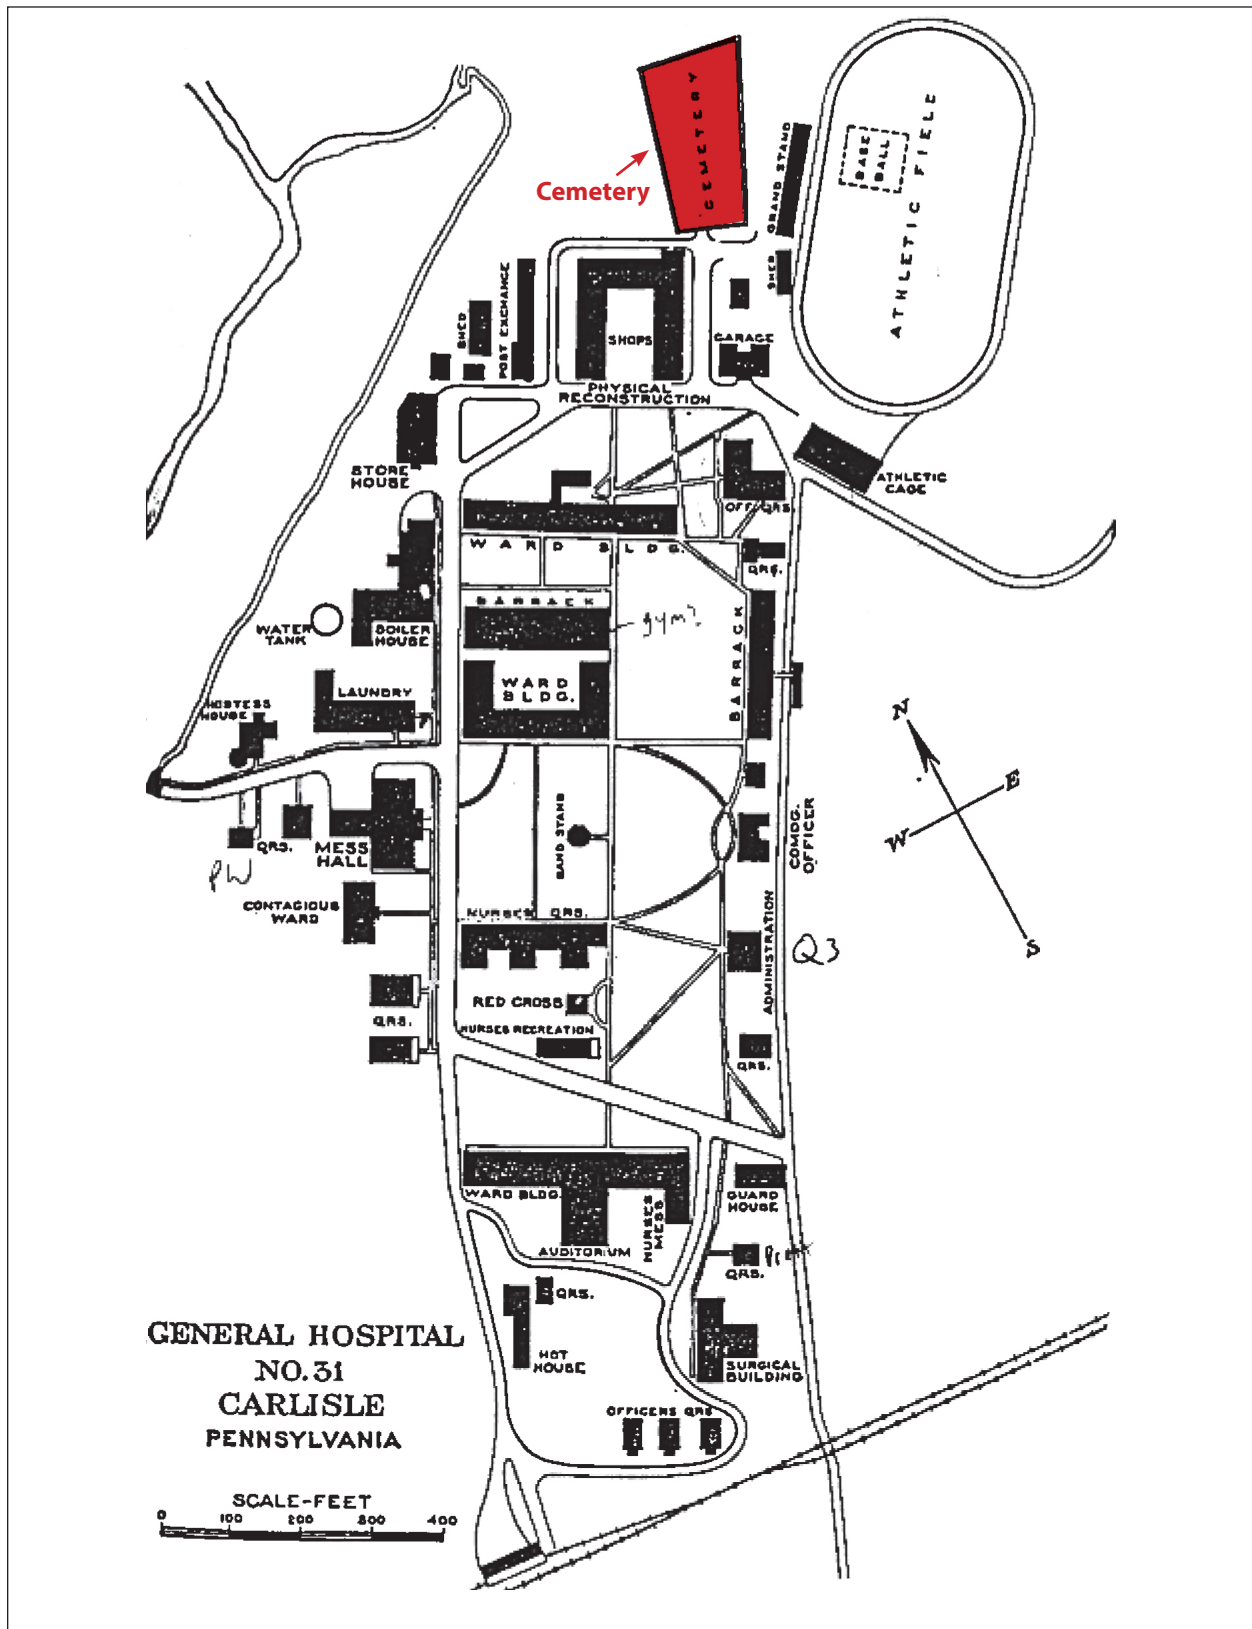 CEMETERY
Cemetery
GRAND STAND
BASE
BALL
ATHLETIC FIELD
SHED
POST EXCHANGE
SHED
SHOPS
GARAGE
PHYSICAL
RECONSTRUCTION
STORE
HOUSE
ATHLETIC
CAGE
OFF. QRS.
WARD BLDG.
QRS.
BARRACK
gym?
WATER
TANK
BOILER
HOUSE
BARRACK
WARD
BLDG.
LAUNDRY
HOSTESS
HOUSE
N
E
W
S
BAND STAND
COMDG.
OFFICER
QRS.
MESS
HALL
PW
CONTAGIOUS
WARD
NURSES QRS.
ADMINISTRATION
Q3
RED CROSS
QRS.
NURSES RECREATION
QRS.
WARD BLDG.
NURSES
MESS
GUARD
HOUSE
AUDITORIUM
QRS.
QRS.
HOT
HOUSE
SURGICAL
BUILDING
OFFICERS QRS
GENERAL HOSPITAL
NO. 31
CARLISLE
PENNSYLVANIA
SCALE-FEET
0 100 200 300 400